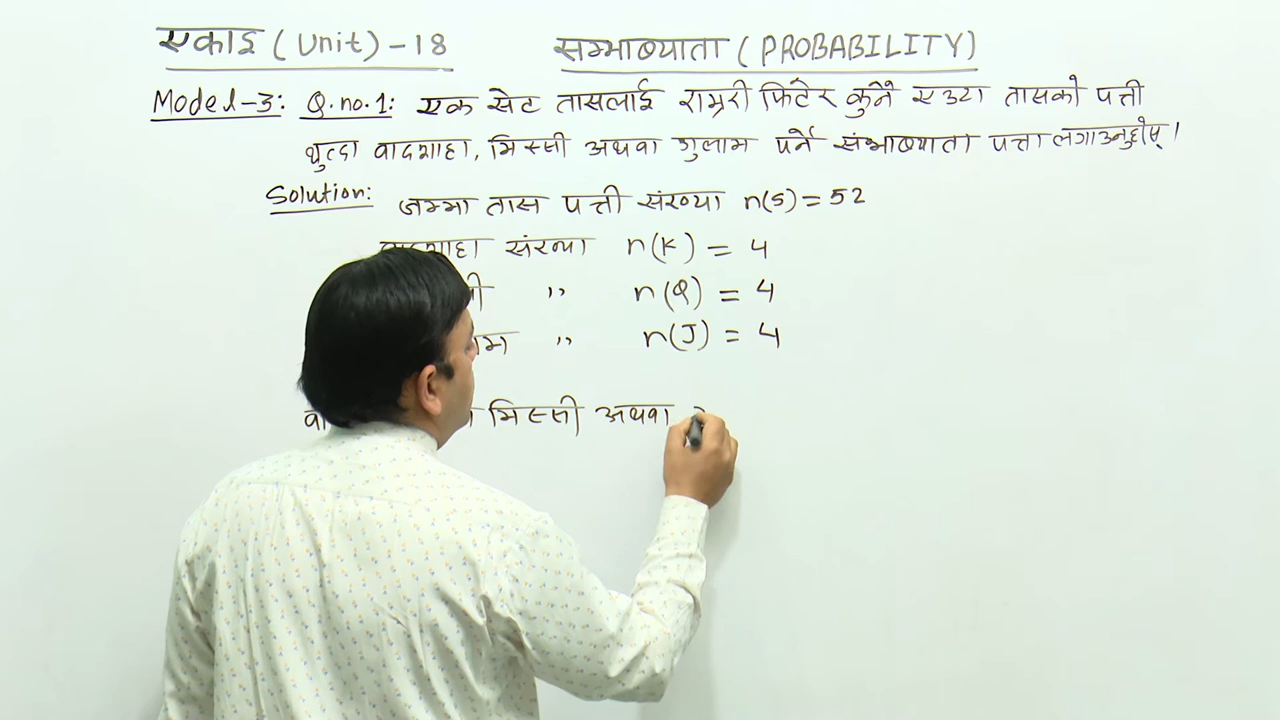 एकाइ (Unit) - 18 सम्भाव्यता (PROBABILITY)
Model-3: Q.no.1: एक सेट तासलाई राम्ररी फिटेर कुनै एउटा तासको पत्ती
थुत्दा वादशाहा, मिस्सी अथवा गुलाम पर्ने संभाव्यता पत्ता लगाउनुहोस् ।
Solution: जम्मा तास पत्ती संख्या n(S) = 52
संख्या n(K) = 4
" n(Q) = 4
" n(J) = 4
मिस्सी अथवा